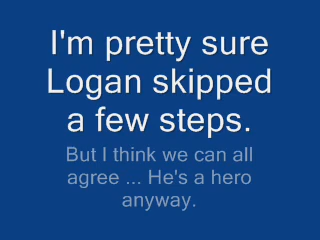 I'm pretty sure
Logan skipped
a few steps.
But I think we can all
agree ... He's a hero
anyway.